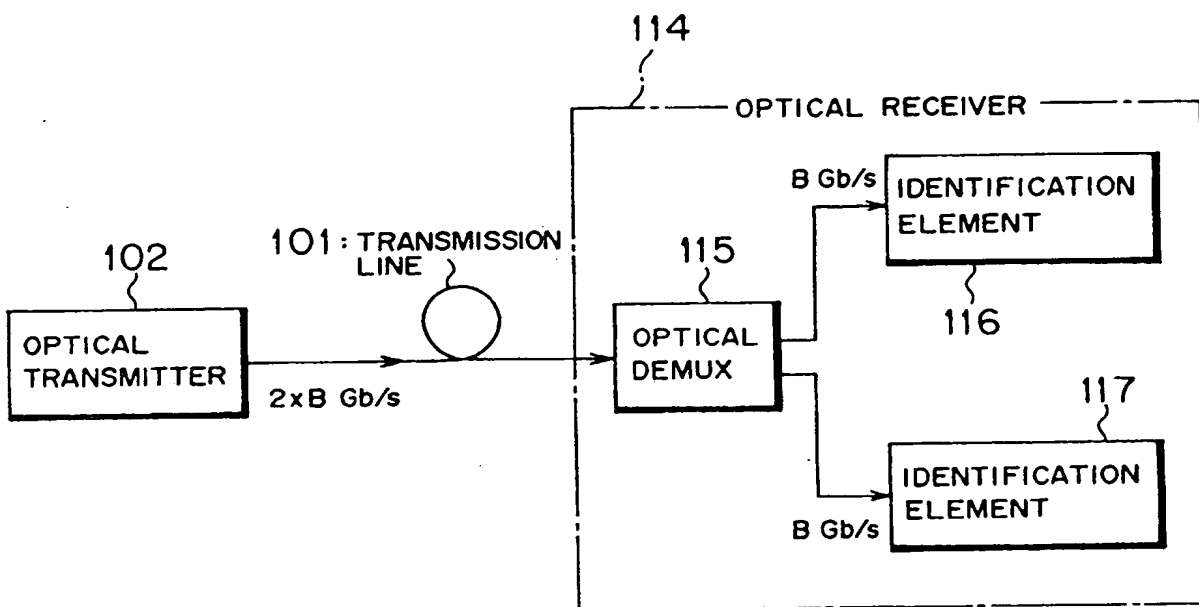 114
OPTICAL RECEIVER
B Gb/s
IDENTIFICATION
ELEMENT
116
101: TRANSMISSION
LINE
102
OPTICAL
TRANSMITTER
2xB Gb/s
115
OPTICAL
DEMUX
117
IDENTIFICATION
ELEMENT
B Gb/s